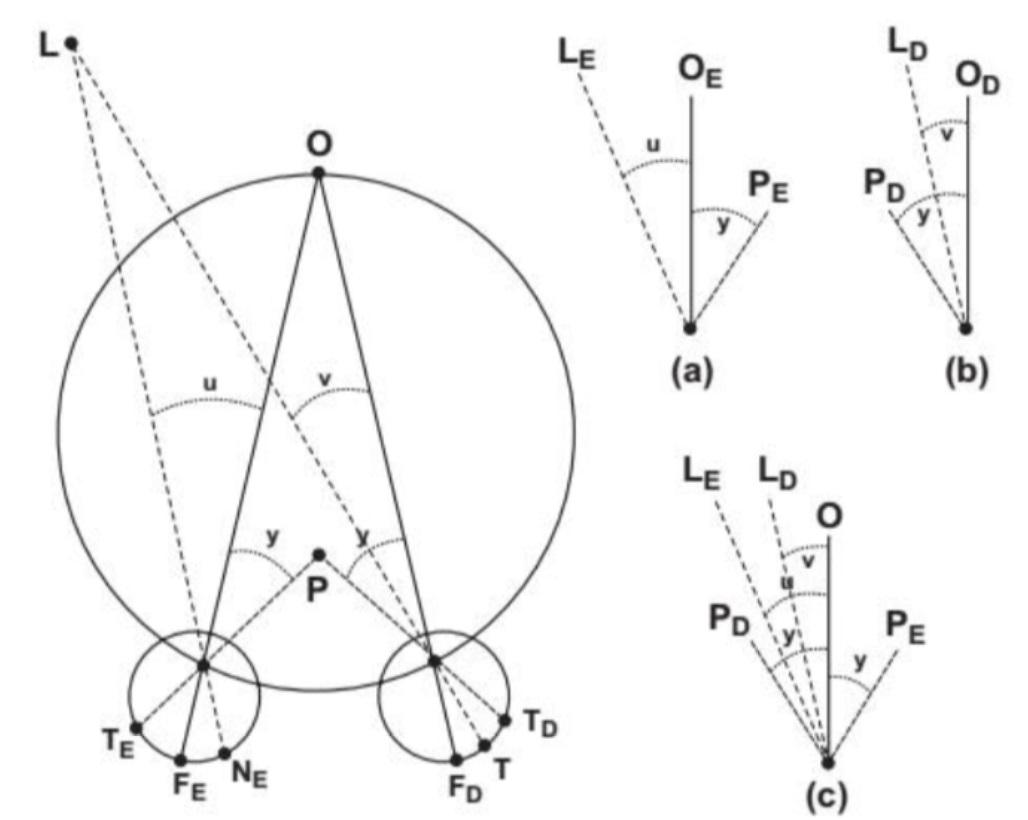 L
O
u
v
y
y
P
T_E
F_E
N_E
F_D
T
T_D
L_E
O_E
u
P_E
y
(a)
L_D
O_D
v
P_D
y
(b)
L_E
L_D
O
v
u
P_D
y
P_E
y
(c)